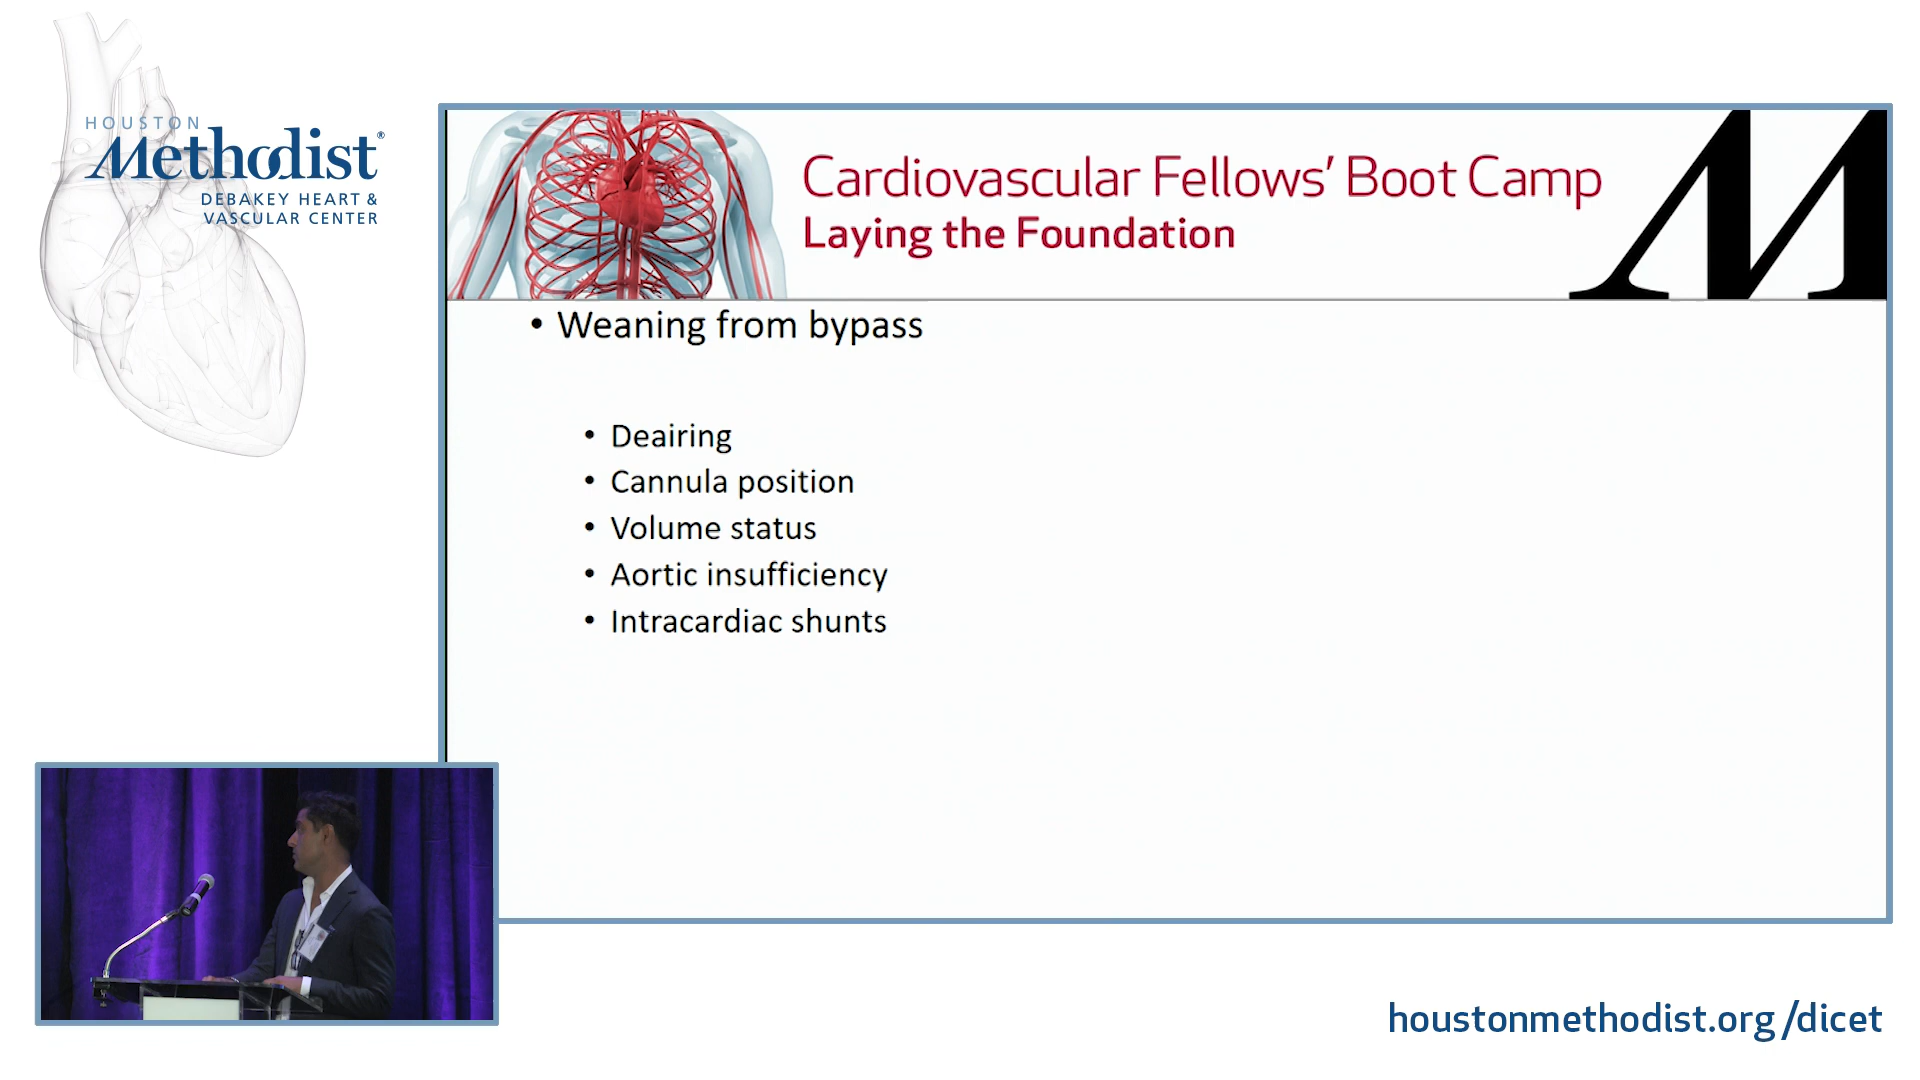 HOUSTON
Methodist®
DEBAKEY HEART &
VASCULAR CENTER
Cardiovascular Fellows’ Boot Camp
Laying the Foundation
M
• Weaning from bypass
• Deairing
• Cannula position
• Volume status
• Aortic insufficiency
• Intracardiac shunts
houstonmethodist.org/dicet